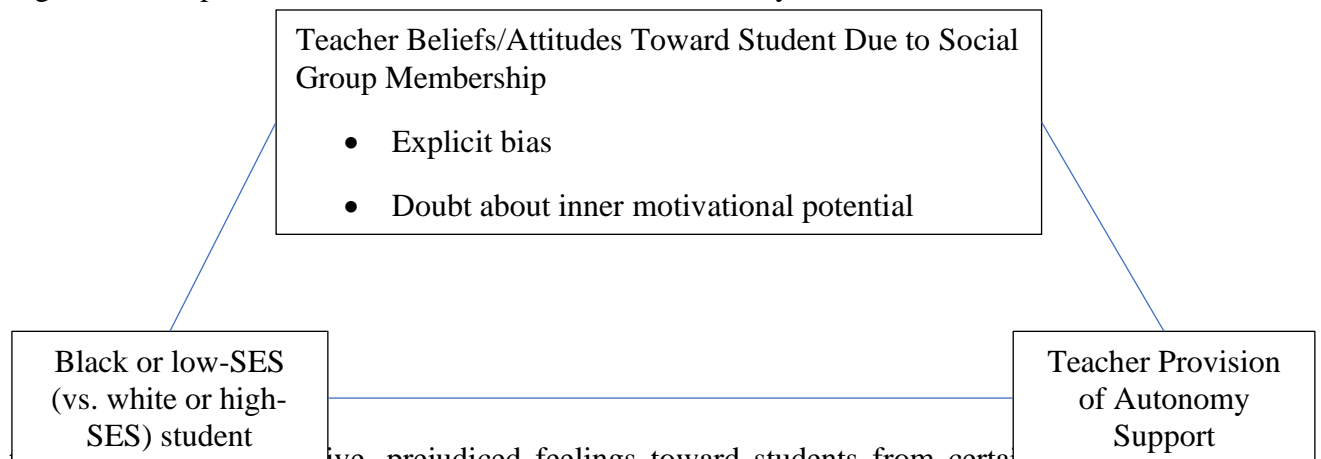 Teacher Beliefs/Attitudes Toward Student Due to Social
Group Membership
• Explicit bias
• Doubt about inner motivational potential
Black or low-SES
(vs. white or high-
SES) student
Teacher Provision
of Autonomy
Support
prejudiced feelings toward students from